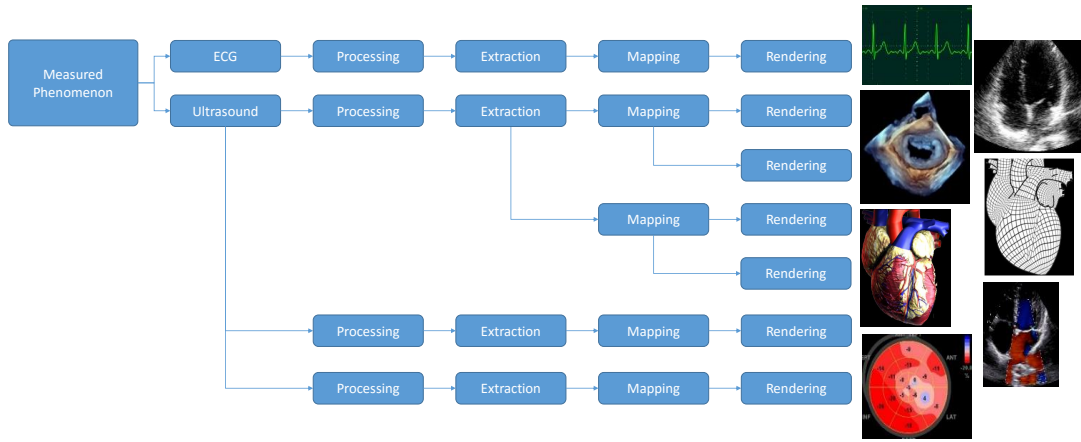 Measured
Phenomenon
ECG
Processing
Extraction
Mapping
Rendering
Ultrasound
Processing
Extraction
Mapping
Rendering
Rendering
Mapping
Rendering
Rendering
Processing
Extraction
Mapping
Rendering
Processing
Extraction
Mapping
Rendering
ANT
LAT
INF